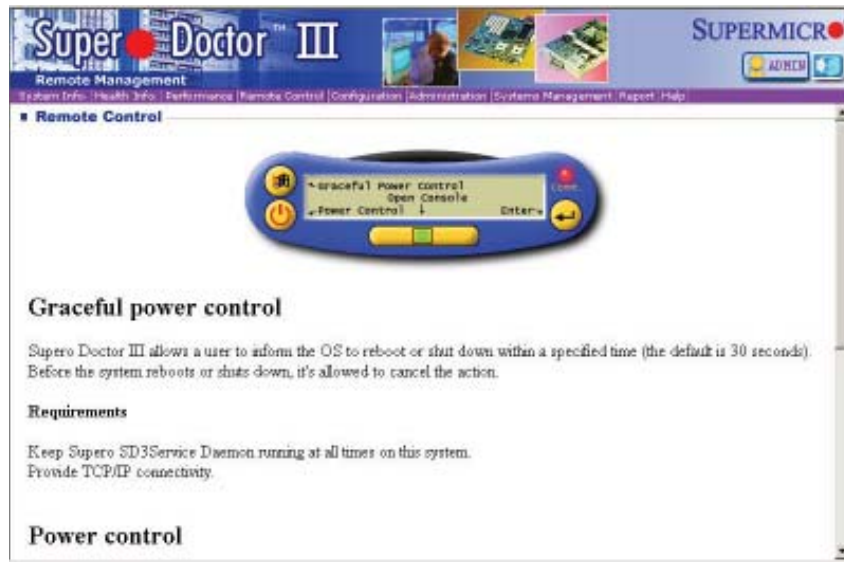 Super Doctor™ III
SUPERMICRO
ADMIN
Remote Management
System Info Health Info Performance Remote Control Configuration Administration Systems Management Report Help
Remote Control
Graceful Power Control
Open Console
Comm.
Power Control
Enter
Graceful power control
Supero Doctor III allows a user to inform the OS to reboot or shut down within a specified time (the default is 30 seconds).
Before the system reboots or shuts down, it's allowed to cancel the action.
Requirements
Keep Supero SD3Service Daemon running at all times on this system.
Provide TCP/IP connectivity.
Power control